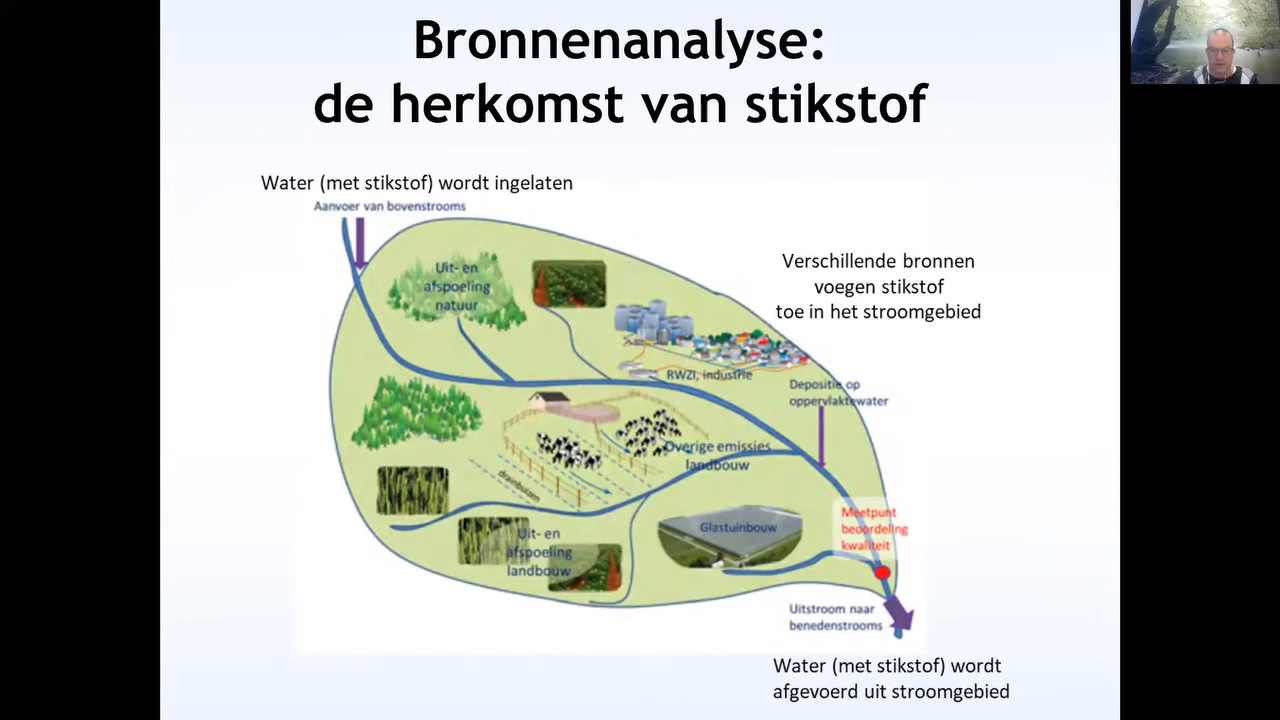 Bronnenanalyse:
de herkomst van stikstof
Water (met stikstof) wordt ingelaten
Aanvoer van bovenstrooms
Uit- en
afspoeling
natuur
Verschillende bronnen
voegen stikstof
toe in het stroomgebied
RWZI, industrie
Depositie op
oppervlaktewater
Overige emissies
landbouw
drainbuizen
Uit- en
afspoeling
landbouw
Glastuinbouw
Meetpunt
beoordeling
kwaliteit
Uitstroom naar
benedenstrooms
Water (met stikstof) wordt
afgevoerd uit stroomgebied